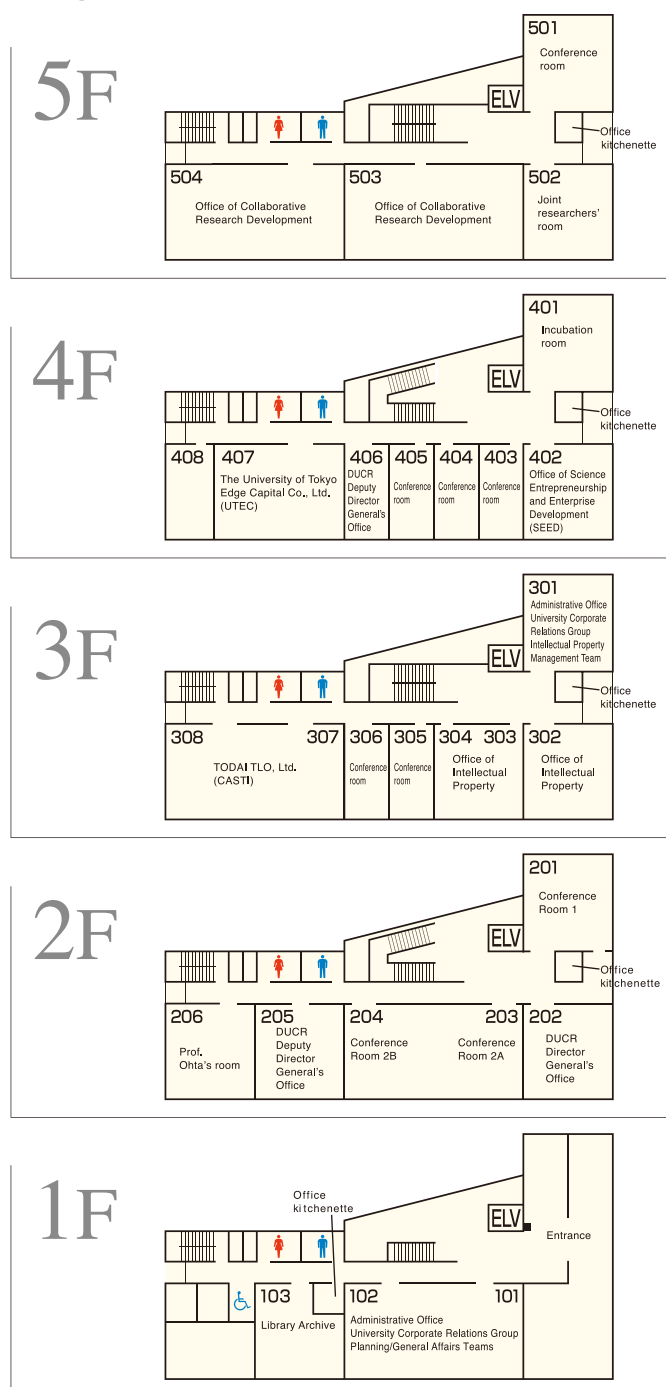 5F
501
Conference
room
ELV
Office
kitchenette
504
Office of Collaborative
Research Development
503
Office of Collaborative
Research Development
502
Joint
researchers'
room
4F
401
Incubation
room
ELV
Office
kitchenette
408
407
The University of Tokyo
Edge Capital Co., Ltd.
(UTEC)
406
DUCR
Deputy
Director
General's
Office
405
Conference
room
404
Conference
room
403
Conference
room
402
Office of Science
Entrepreneurship
and Enterprise
Development
(SEED)
3F
301
Administrative Office
University Corporate
Relations Group
Intellectual Property
Management Team
ELV
Office
kitchenette
308
307
TODAI TLO, Ltd.
(CASTI)
306
Conference
room
305
Conference
room
304
303
Office of
Intellectual
Property
302
Office of
Intellectual
Property
2F
201
Conference
Room 1
ELV
Office
kitchenette
206
Prof.
Ohta's room
205
DUCR
Deputy
Director
General's
Office
204
Conference
Room 2B
203
Conference
Room 2A
202
DUCR
Director
General's
Office
1F
Office
kitchenette
ELV
Entrance
103
Library Archive
102
101
Administrative Office
University Corporate Relations Group
Planning/General Affairs Teams